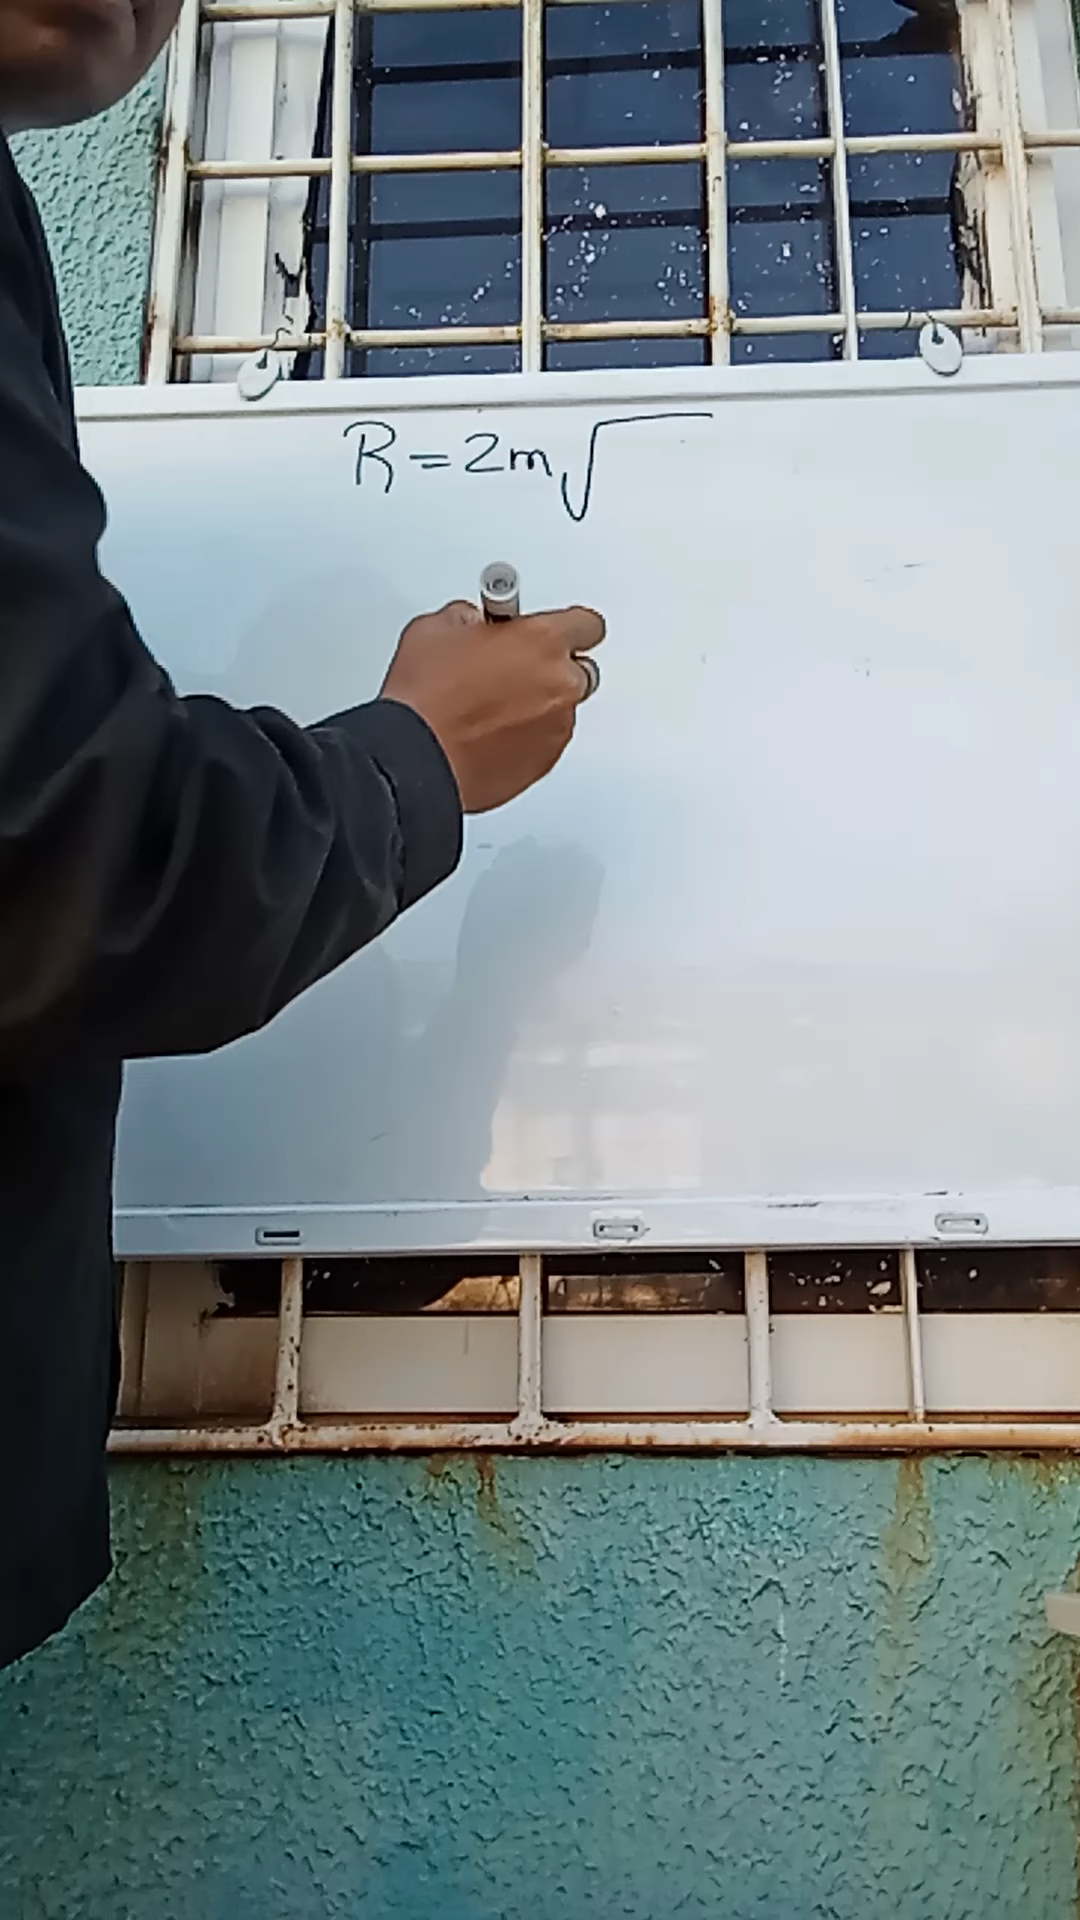 R = 2m√